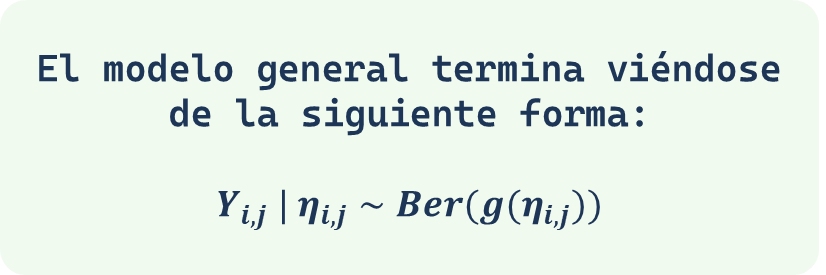 El modelo general termina viéndose
de la siguiente forma:
Y_{i,j} | η_{i,j} ~ Ber(g(η_{i,j}))